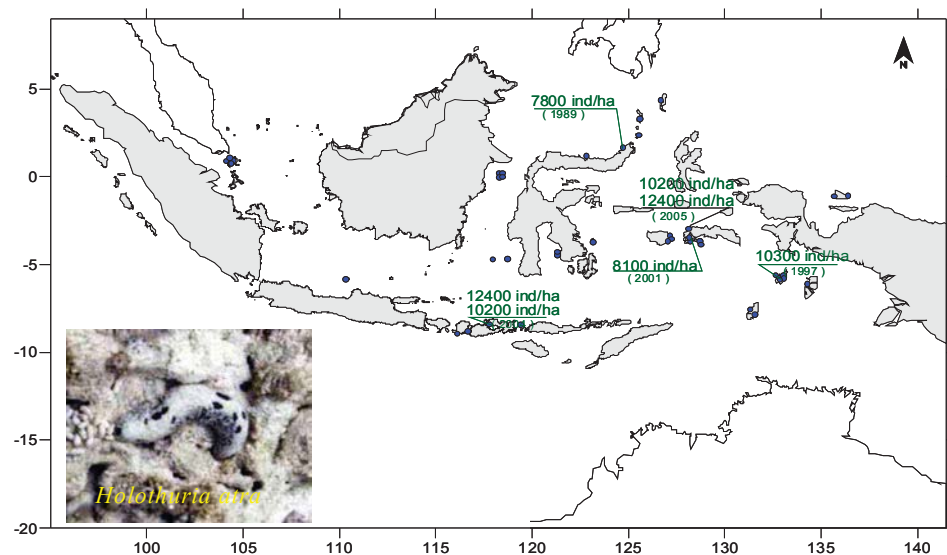 N
5
0
-5
-10
-15
-20
7800 ind/ha
( 1989 )
10200 ind/ha
12400 ind/ha
( 2005 )
8100 ind/ha
( 2001 )
10300 ind/ha
( 1997 )
12400 ind/ha
10200 ind/ha
Holothuria atra
100
105
110
115
120
125
130
135
140